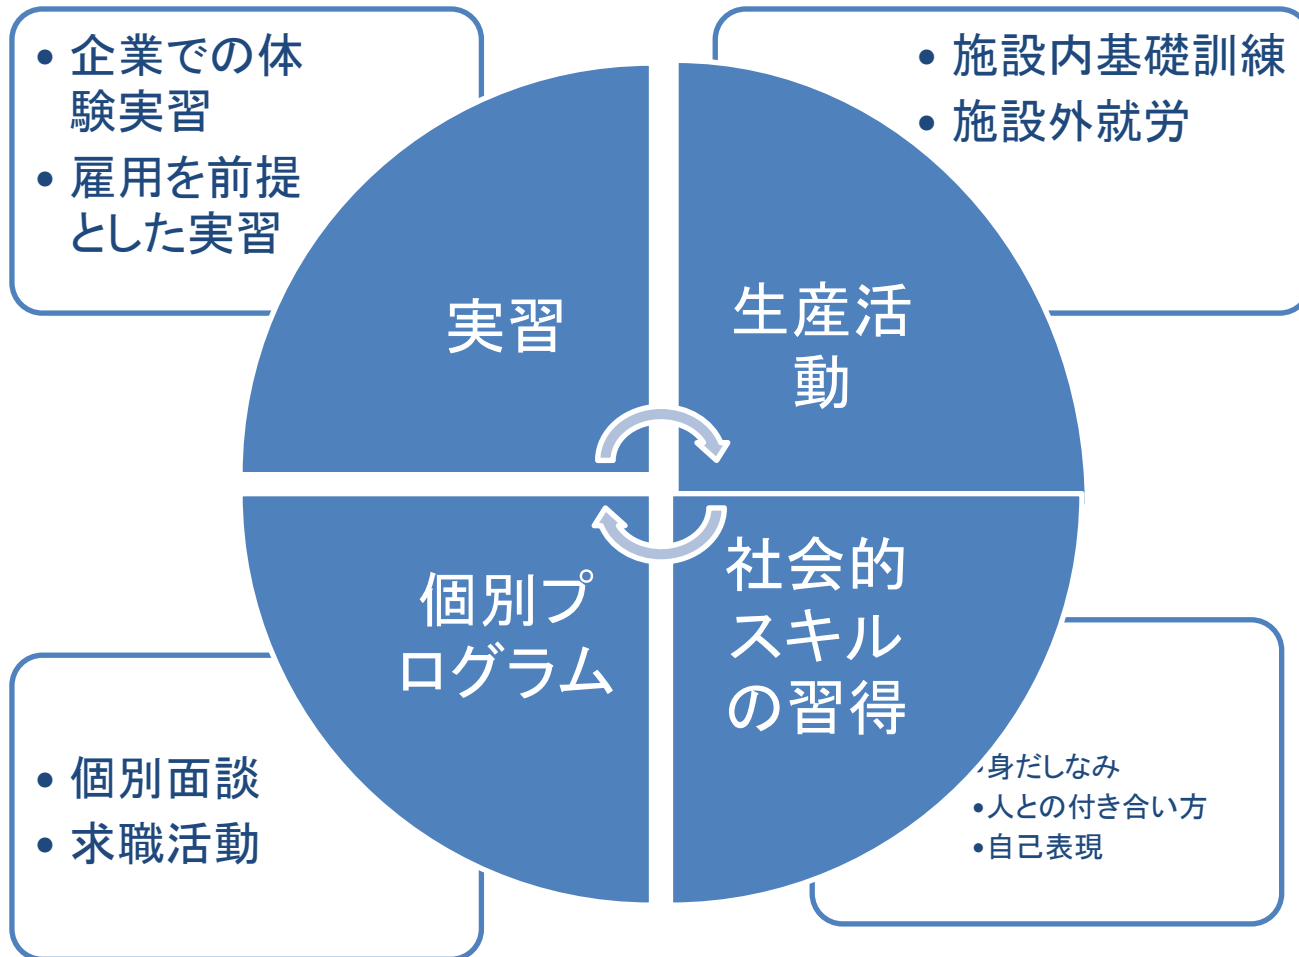 • 企業での体
験実習
• 雇用を前提
とした実習
• 施設内基礎訓練
• 施設外就労
実習
生産活
動
個別プ
ログラム
社会的
スキル
の習得
• 個別面談
• 求職活動
• 身だしなみ
• 人との付き合い方
• 自己表現